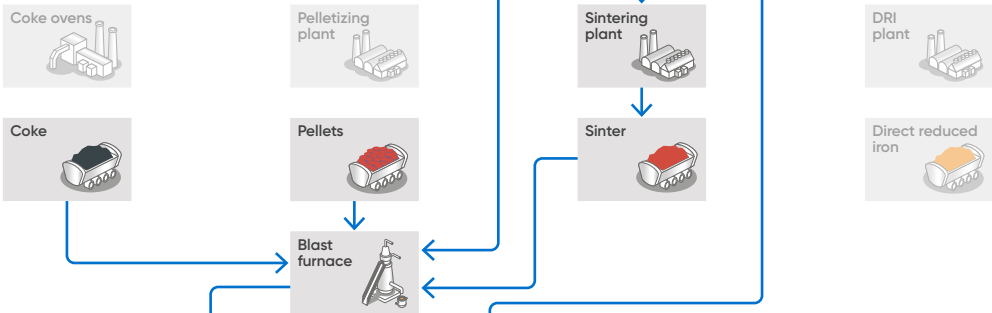 Coke ovens
Pelletizing
plant
Sintering
plant
DRI
plant
Coke
Pellets
Sinter
Direct reduced
iron
Blast
furnace